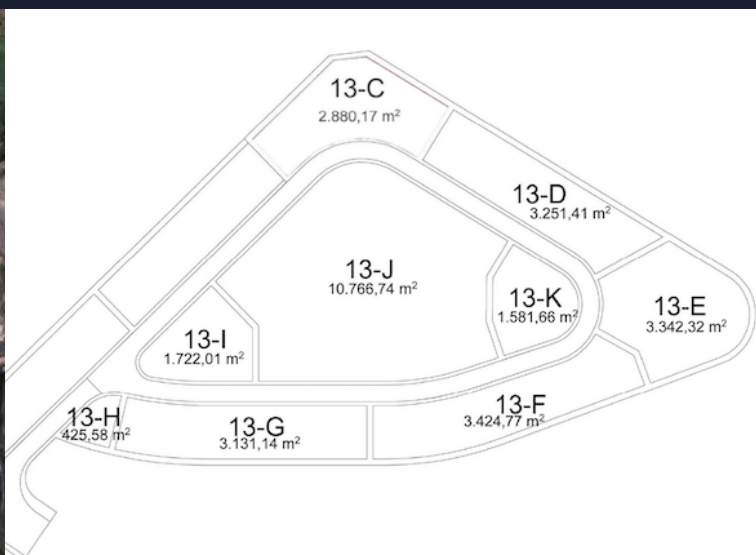 13-C
2.880,17 m²
13-D
3.251,41 m²
13-J
10.766,74 m²
13-K
1.581,66 m²
13-E
3.342,32 m²
13-I
1.722,01 m²
13-F
3.424,77 m²
13-H
425,58 m²
13-G
3.131,14 m²